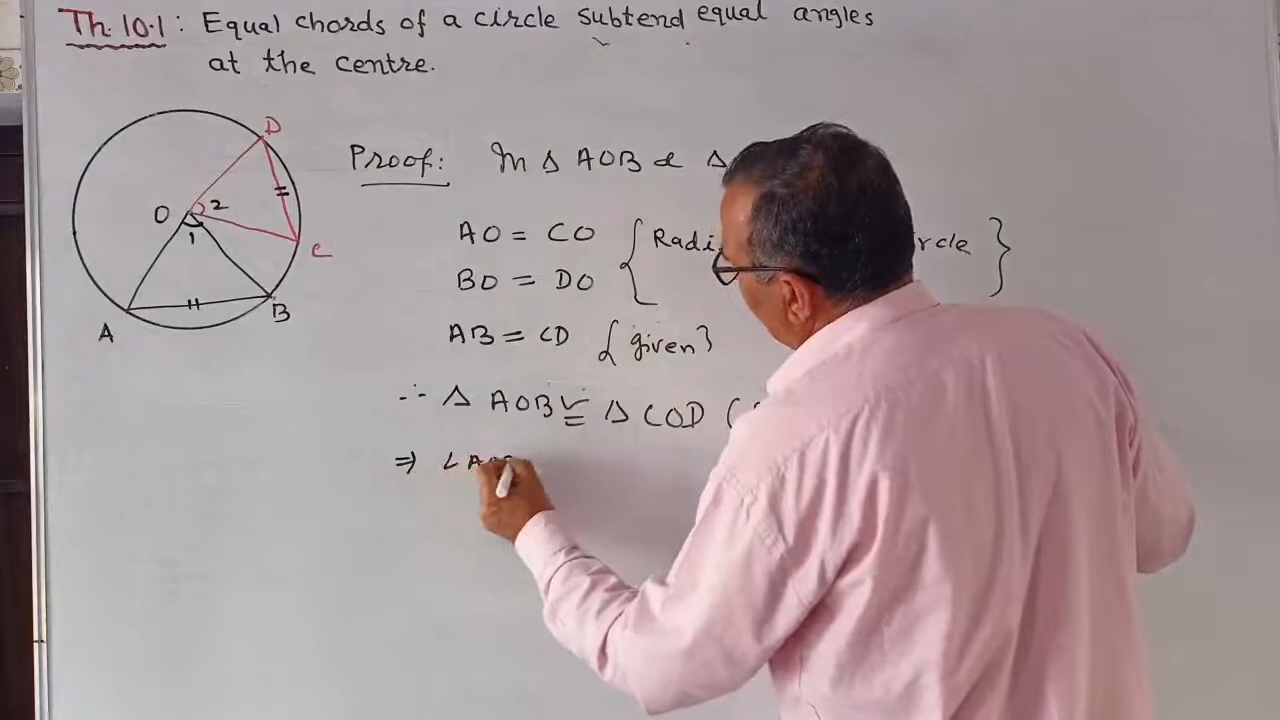 Th. 10.1 : Equal chords of a circle subtend equal angles
at the centre.
D
O 2
1
C
A B
Proof: In Δ AOB & Δ
AO = CO
BO = DO
{ Radi rcle }
AB = CD { given }
∴ Δ AOB ≅ Δ COD (
⇒ ∠